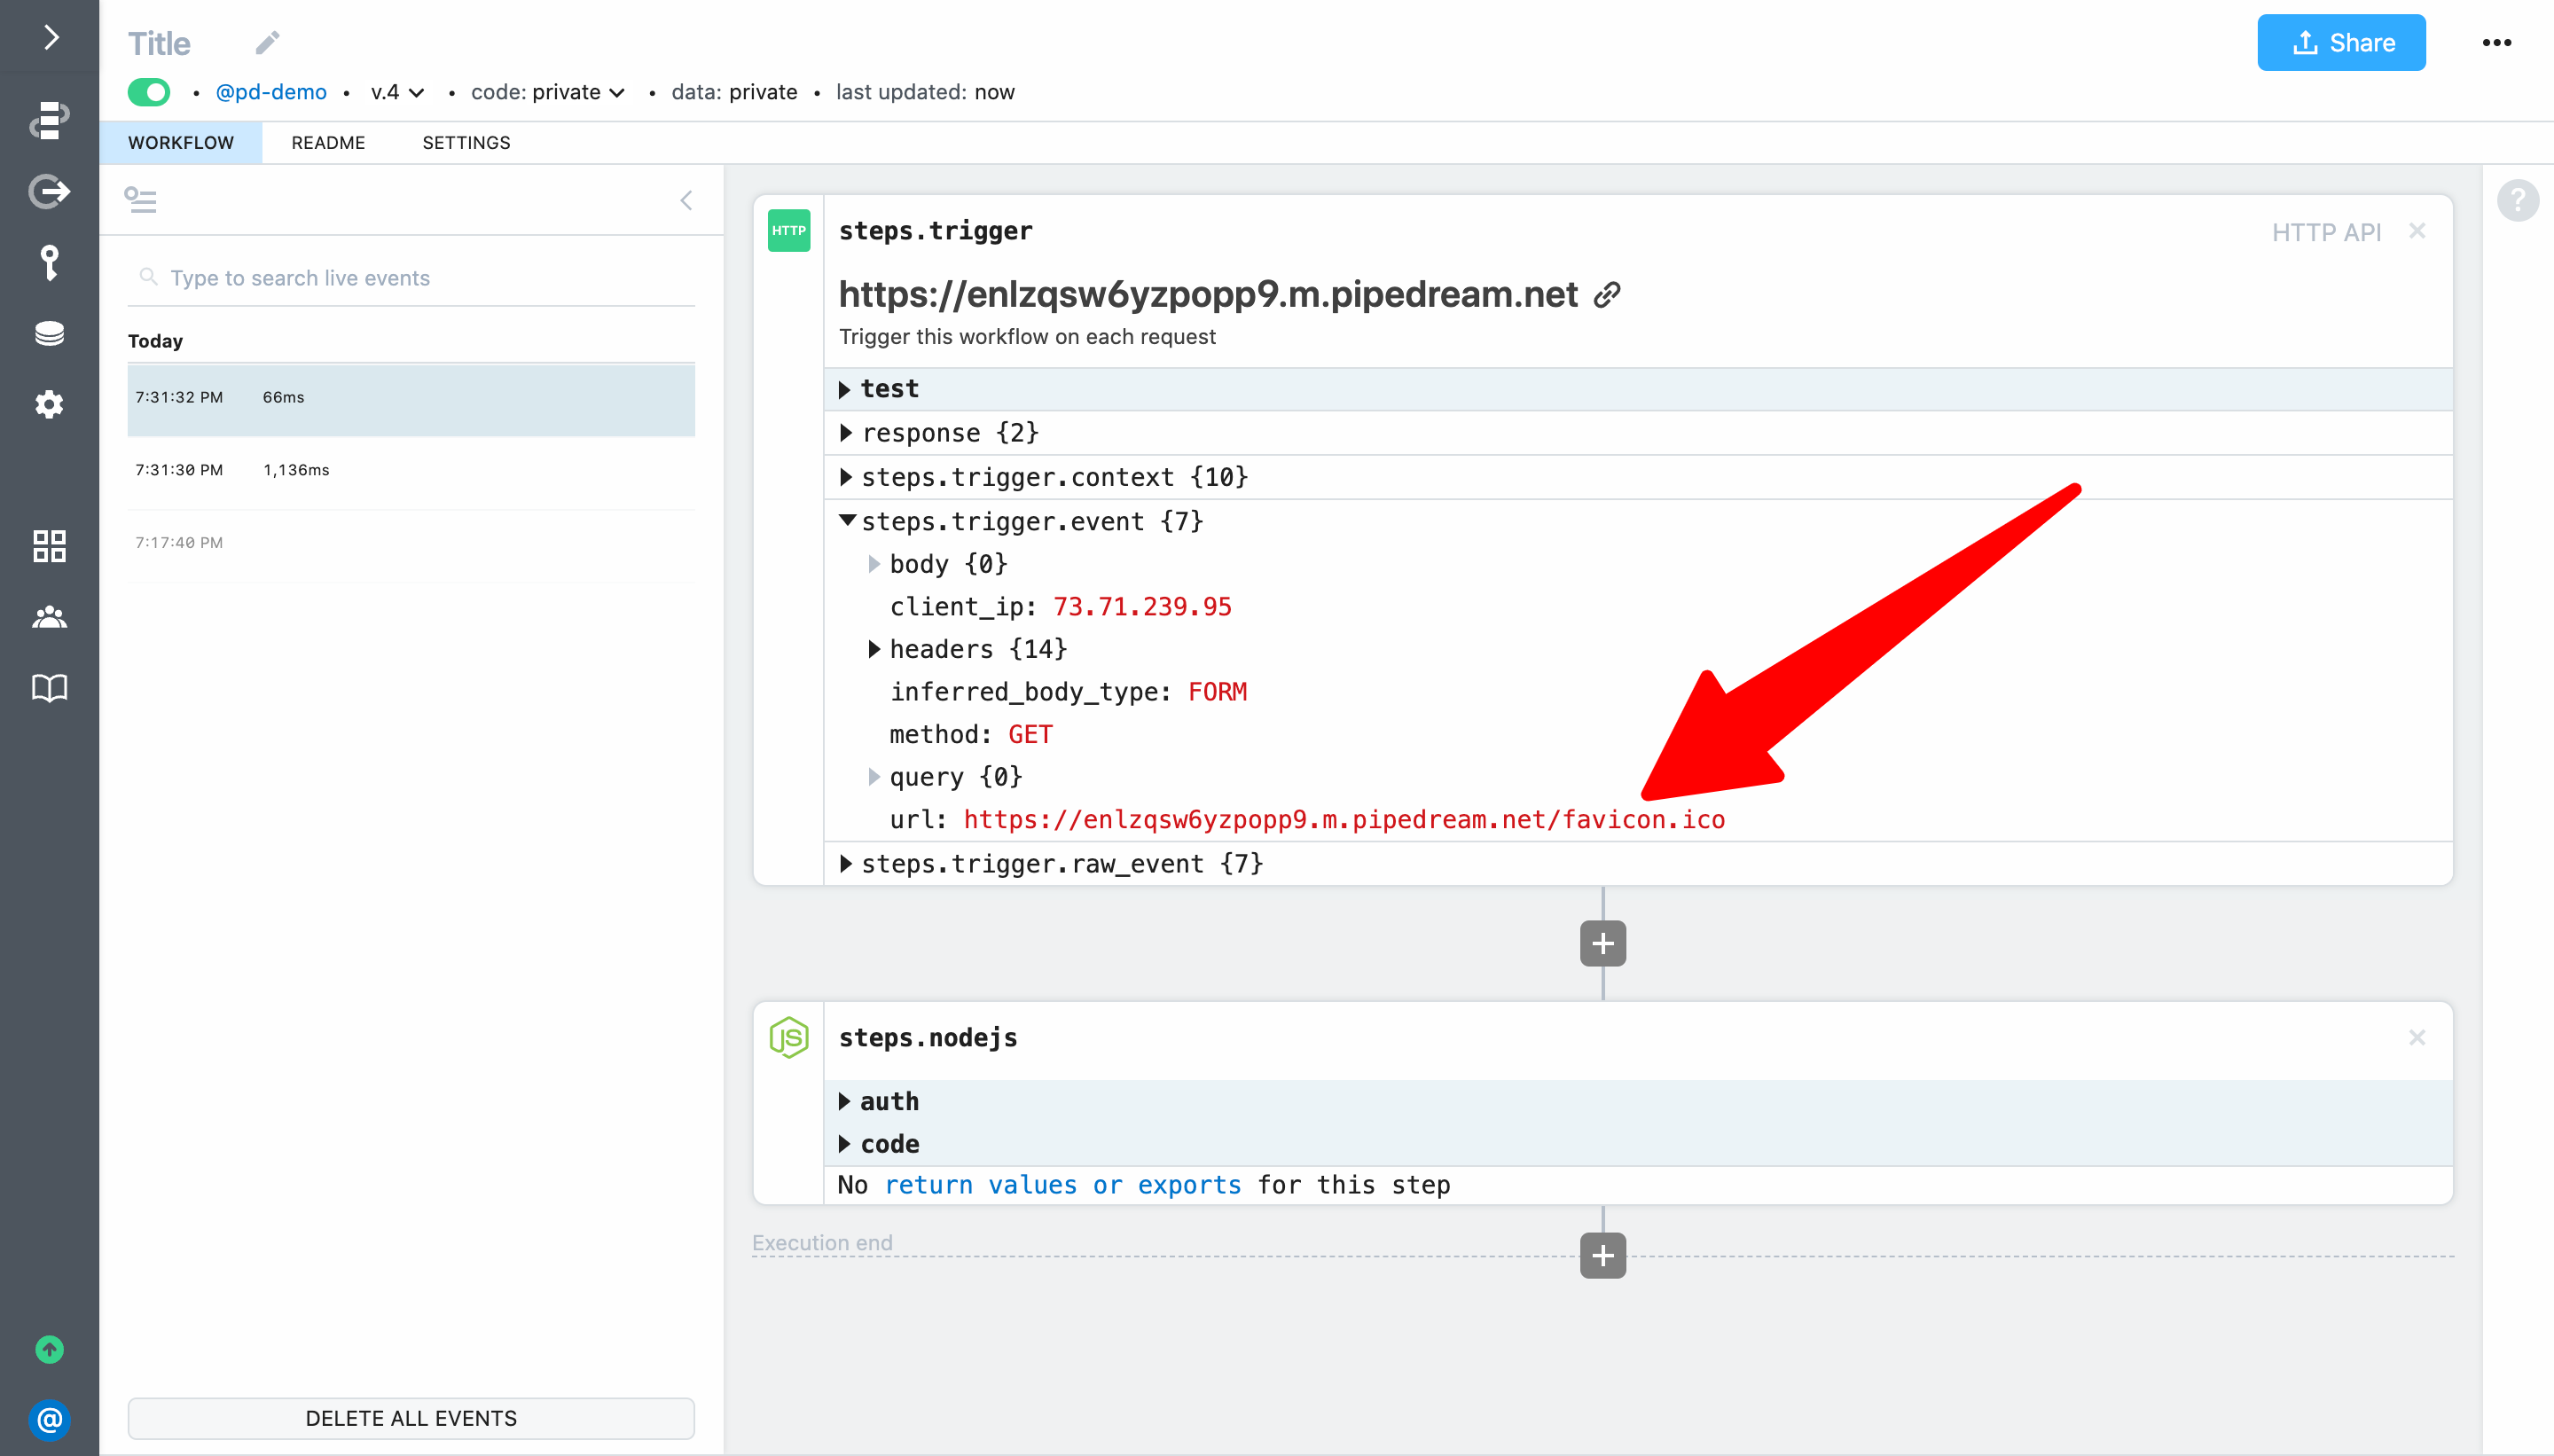 Title
Share
• @pd-demo • v.4 • code: private • data: private • last updated: now
WORKFLOW README SETTINGS
Type to search live events
Today
7:31:32 PM 66ms
7:31:30 PM 1,136ms
7:17:40 PM
DELETE ALL EVENTS
HTTP
steps.trigger
HTTP API
https://enlzqsw6yzpopp9.m.pipedream.net
Trigger this workflow on each request
test
response {2}
steps.trigger.context {10}
steps.trigger.event {7}
body {0}
client_ip: 73.71.239.95
headers {14}
inferred_body_type: FORM
method: GET
query {0}
url: https://enlzqsw6yzpopp9.m.pipedream.net/favicon.ico
steps.trigger.raw_event {7}
JS
steps.nodejs
auth
code
No return values or exports for this step
Execution end
@
?